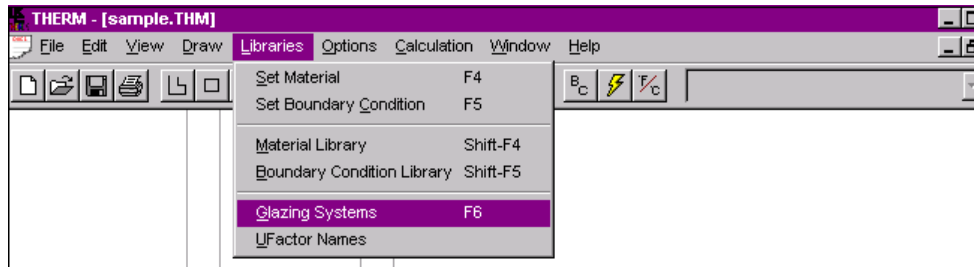 THERM - [sample.THM]
File Edit View Draw Libraries Options Calculation Window Help
BC °F/°C
Set Material F4
Set Boundary Condition F5
Material Library Shift-F4
Boundary Condition Library Shift-F5
Glazing Systems F6
UFactor Names